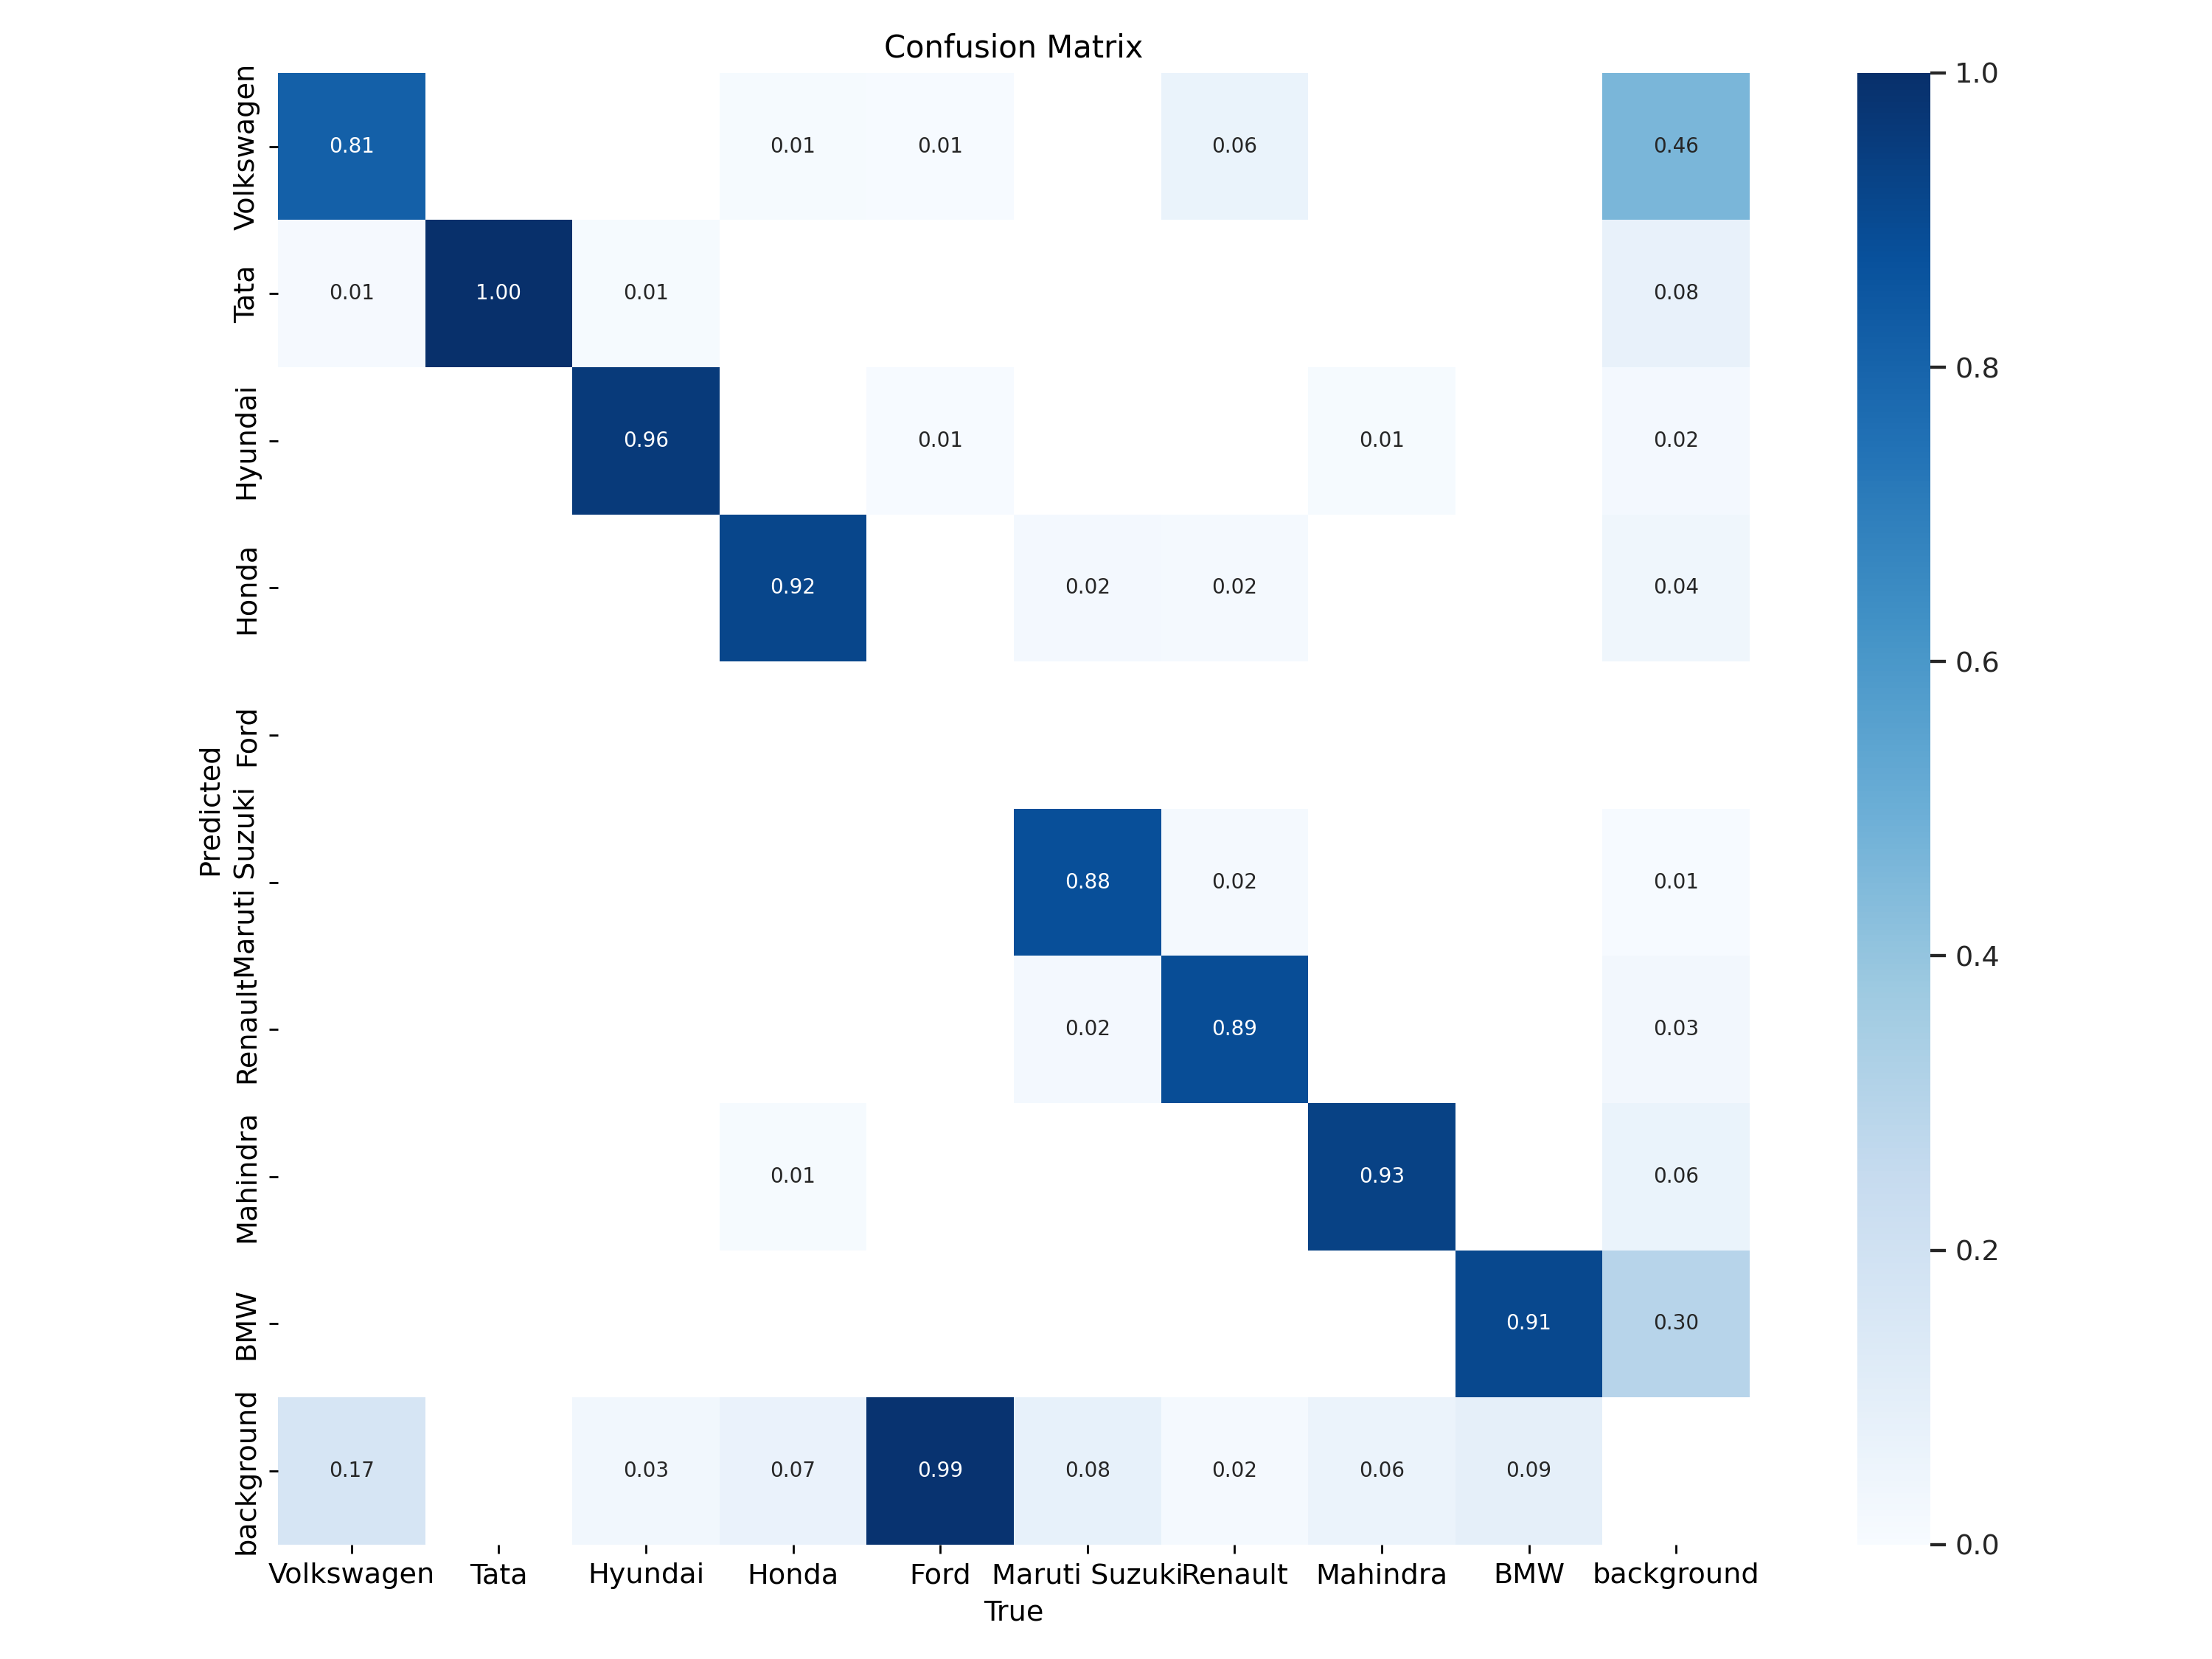 Confusion Matrix
Predicted
Volkswagen 0.81 0.01 0.01 0.06 0.46
Tata 0.01 1.00 0.01 0.08
Hyundai 0.96 0.01 0.01 0.02
Honda 0.92 0.02 0.02 0.04
Ford
Maruti Suzuki 0.88 0.02 0.01
Renault 0.02 0.89 0.03
Mahindra 0.01 0.93 0.06
BMW 0.91 0.30
background 0.17 0.03 0.07 0.99 0.08 0.02 0.06 0.09
Volkswagen Tata Hyundai Honda Ford Maruti Suzuki Renault Mahindra BMW background
True
1.0
0.8
0.6
0.4
0.2
0.0